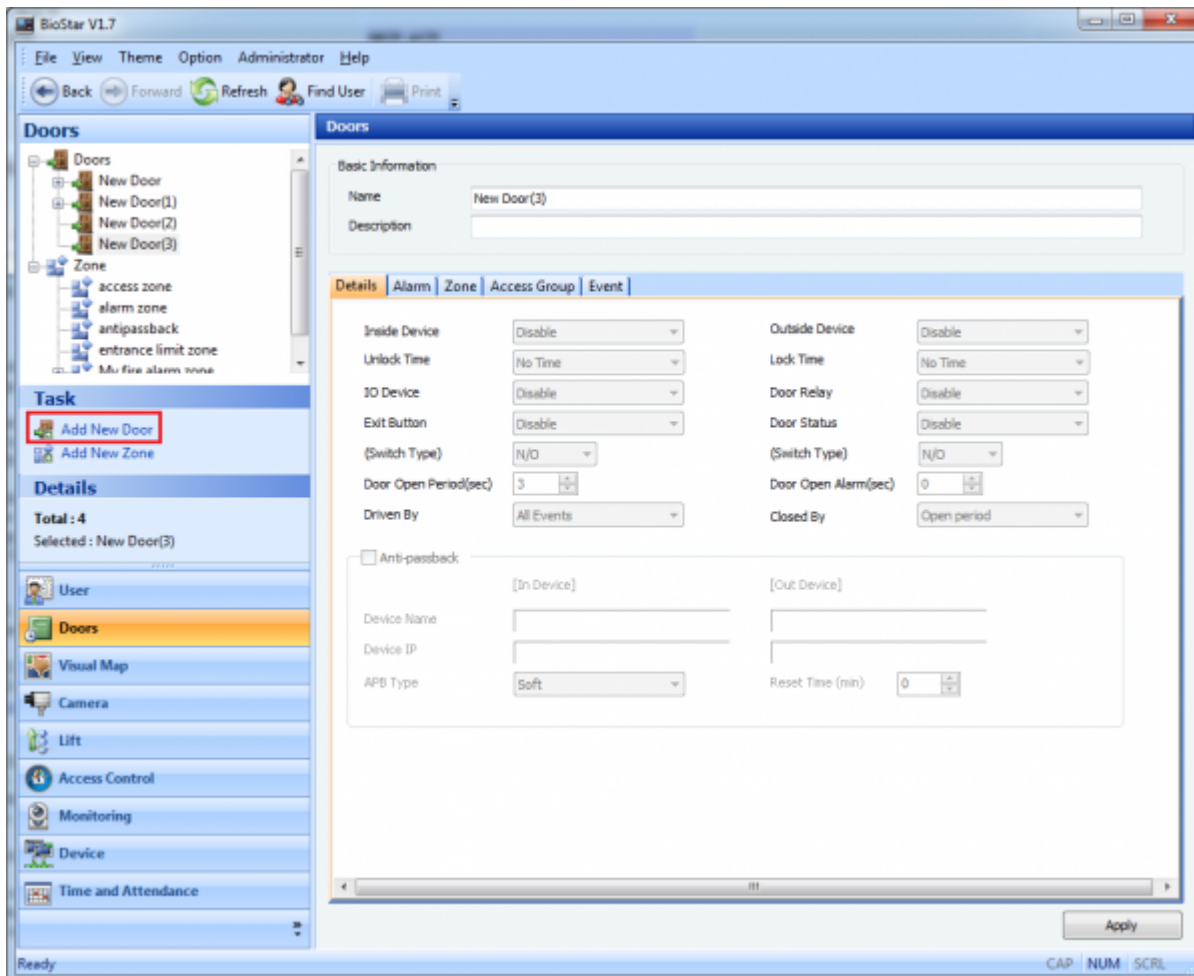 BioStar V1.7
File View Theme Option Administrator Help
Back Forward Refresh Find User Print
Doors
Doors
New Door
New Door(1)
New Door(2)
New Door(3)
Zone
access zone
alarm zone
antipassback
entrance limit zone
My fire alarm zone
Task
Add New Door
Add New Zone
Details
Total : 4
Selected : New Door(3)
User
Doors
Visual Map
Camera
Lift
Access Control
Monitoring
Device
Time and Attendance
Doors
Basic Information
Name New Door(3)
Description
Details Alarm Zone Access Group Event
Inside Device Disable Outside Device Disable
Unlock Time No Time Lock Time No Time
IO Device Disable Door Relay Disable
Exit Button Disable Door Status Disable
(Switch Type) N/O (Switch Type) N/O
Door Open Period(sec) 3 Door Open Alarm(sec) 0
Driven By All Events Closed By Open period
Anti-passback
[In Device] [Out Device]
Device Name
Device IP
APB Type Soft Reset Time (min) 0
Apply
Ready CAP NUM SCRL